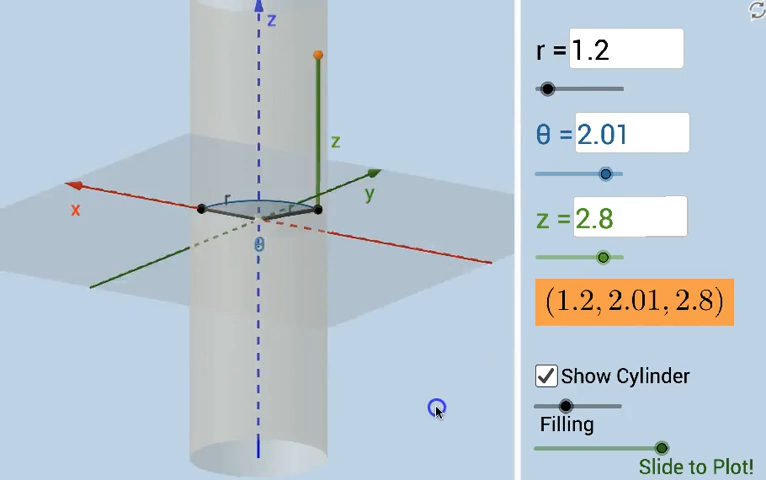 z
z
y
x
r
r
θ
r = 1.2
θ = 2.01
z = 2.8
(1.2, 2.01, 2.8)
Show Cylinder
Filling
Slide to Plot!